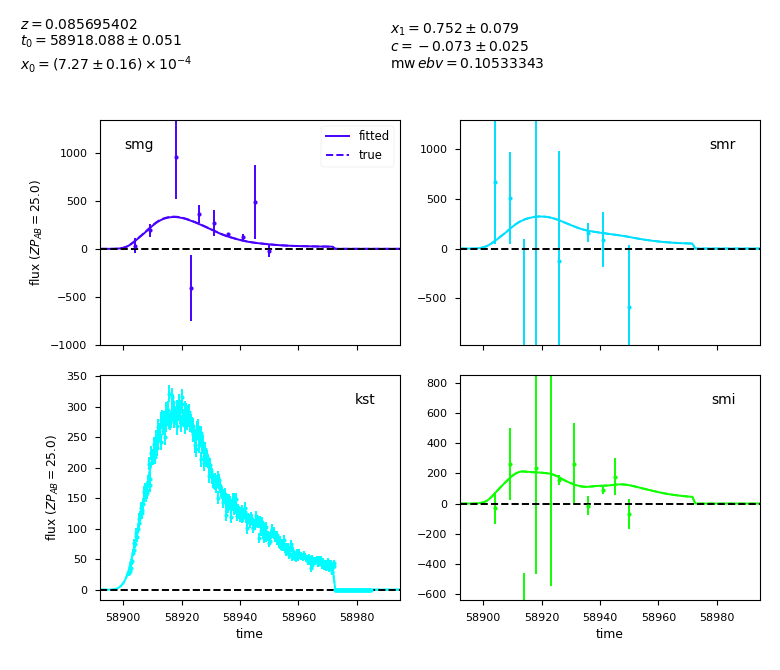 z = 0.085695402
t₀ = 58918.088 ± 0.051
x₀ = (7.27 ± 0.16) × 10⁻⁴
x₁ = 0.752 ± 0.079
c = −0.073 ± 0.025
mw ebv = 0.10533343
smg
fitted
true
1000
500
0
−500
−1000
flux (ZP_AB = 25.0)
smr
1000
500
0
−500
kst
350
300
250
200
150
100
50
0
flux (ZP_AB = 25.0)
58900 58920 58940 58960 58980
time
smi
800
600
400
200
0
−200
−400
−600
58900 58920 58940 58960 58980
time